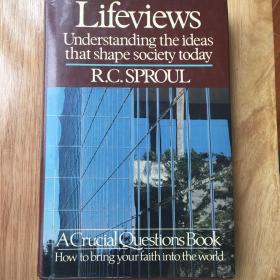 Lifeviews
Understanding the ideas
that shape society today
R.C. SPROUL
A Crucial Questions Book
How to bring your faith into the world